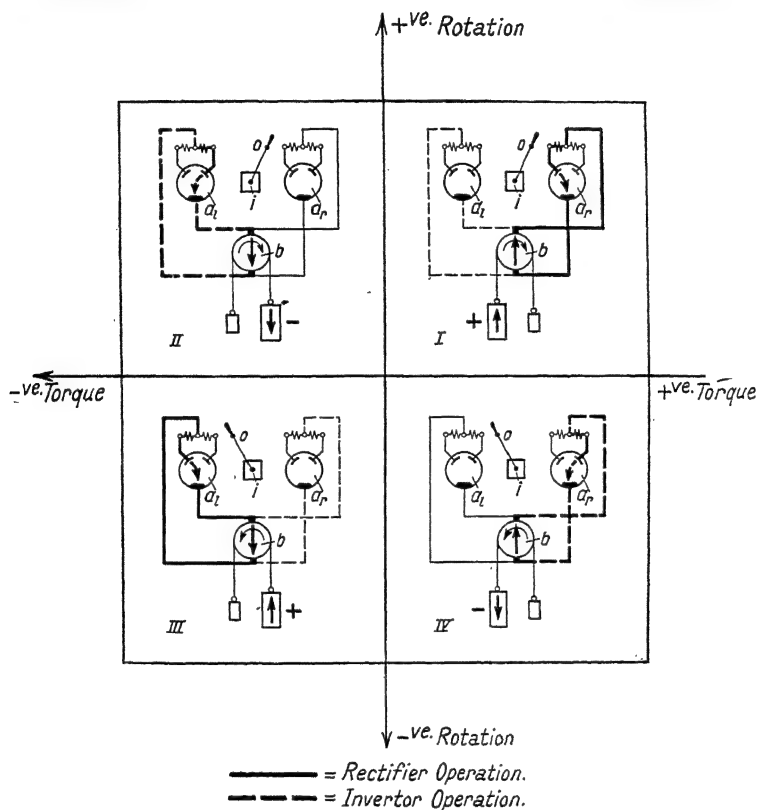 +ve. Rotation
o
a_l
i
a_r
b
−
II
o
a_l
i
a_r
b
+
I
−ve. Torque
+ve. Torque
o
a_l
i
a_r
b
+
III
o
a_l
i
a_r
b
−
IV
−ve. Rotation
= Rectifier Operation.
= Invertor Operation.